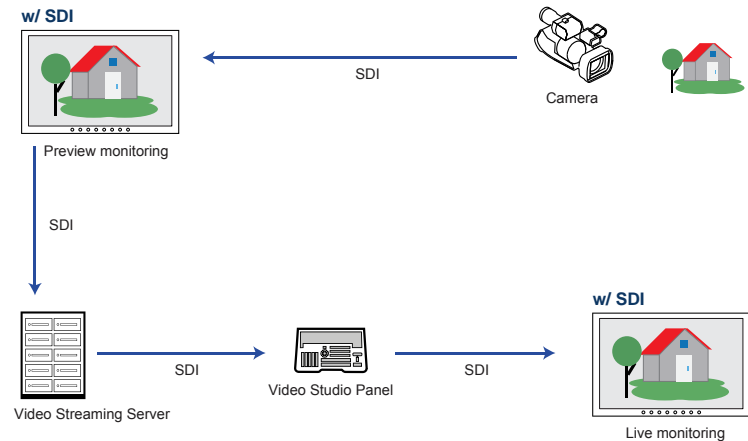 w/ SDI
SDI
Camera
Preview monitoring
SDI
w/ SDI
SDI
Video Studio Panel
SDI
Video Streaming Server
Live monitoring